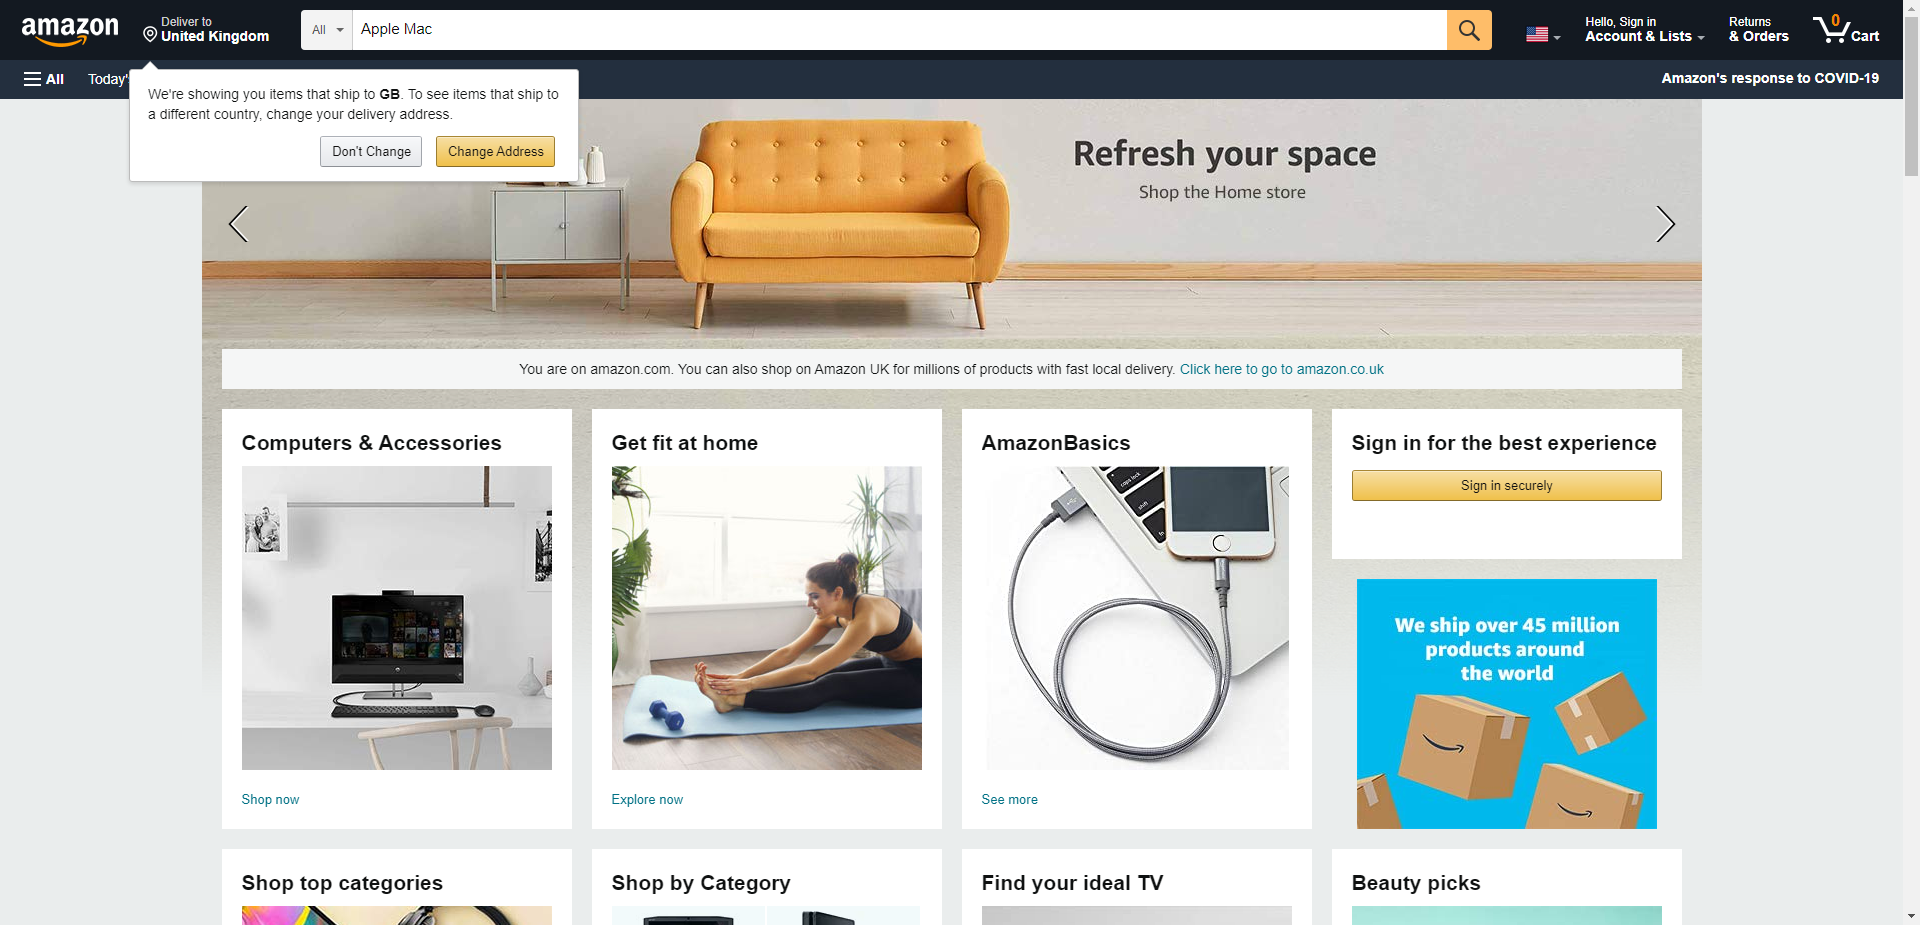 amazon
Deliver to
United Kingdom
All
Apple Mac
Hello, Sign in
Account & Lists
Returns
& Orders
0
Cart
All
Today'
Amazon's response to COVID-19
We're showing you items that ship to GB. To see items that ship to
a different country, change your delivery address.
Don't Change
Change Address
Refresh your space
Shop the Home store
You are on amazon.com. You can also shop on Amazon UK for millions of products with fast local delivery. Click here to go to amazon.co.uk
Computers & Accessories
Shop now
Get fit at home
Explore now
AmazonBasics
caps lock
shift
See more
Sign in for the best experience
Sign in securely
We ship over 45 million
products around
the world
Shop top categories
Shop by Category
Find your ideal TV
Beauty picks